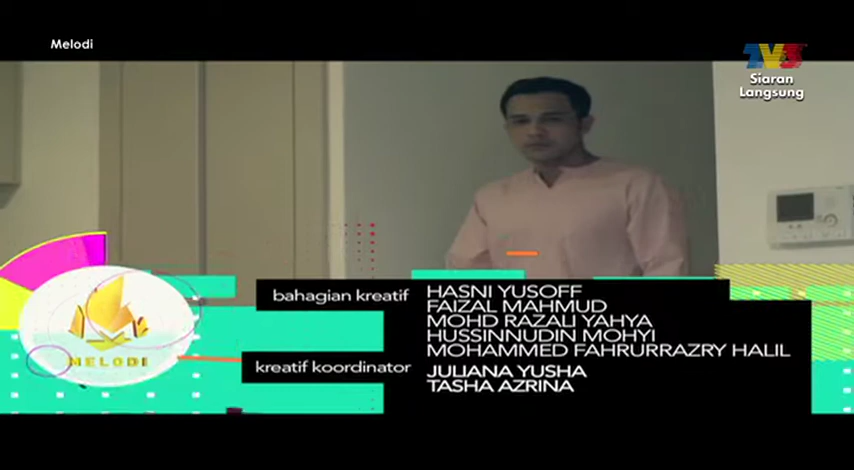 Melodi
TV3
Siaran
Langsung
bahagian kreatif
HASNI YUSOFF
FAIZAL MAHMUD
MOHD RAZALI YAHYA
HUSSINNUDIN MOHYI
MOHAMMED FAHRURRAZRY HALIL
MELODI
kreatif koordinator
JULIANA YUSHA
TASHA AZRINA